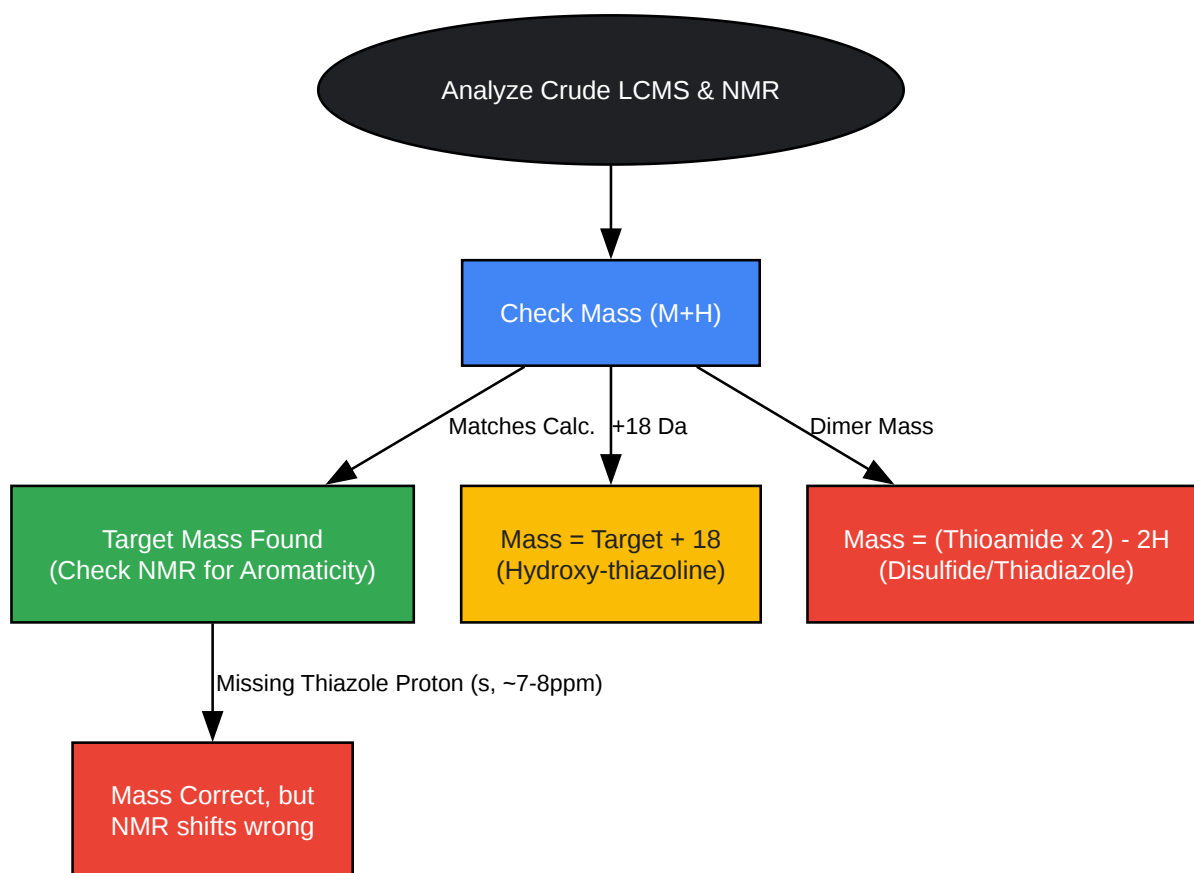 Analyze Crude LCMS & NMR
Check Mass (M+H)
Matches Calc.
+18 Da
Dimer Mass
Target Mass Found
(Check NMR for Aromaticity)
Mass = Target + 18
(Hydroxy-thiazoline)
Mass = (Thioamide x 2) - 2H
(Disulfide/Thiadiazole)
Missing Thiazole Proton (s, ~7-8ppm)
Mass Correct, but
NMR shifts wrong